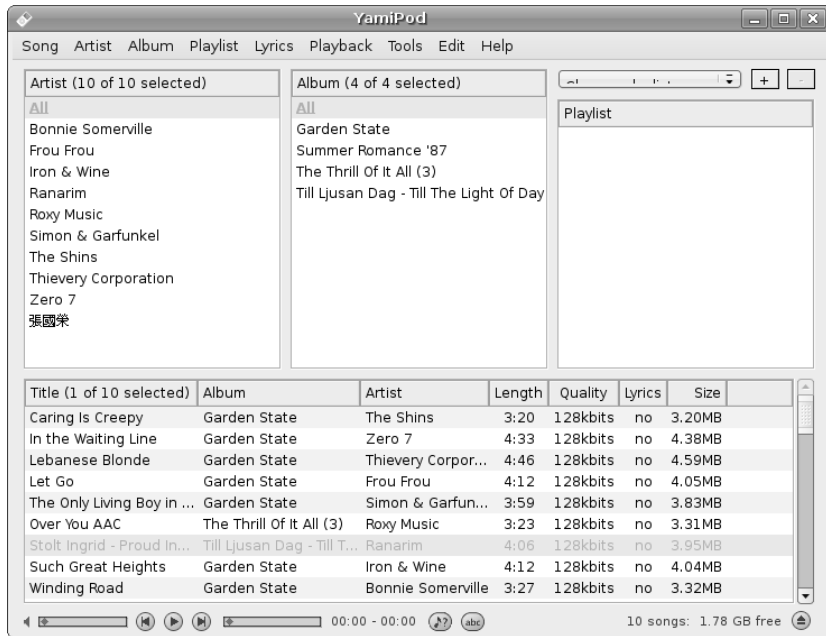 YamiPod
Song Artist Album Playlist Lyrics Playback Tools Edit Help
Artist (10 of 10 selected)
All
Bonnie Somerville
Frou Frou
Iron & Wine
Ranarim
Roxy Music
Simon & Garfunkel
The Shins
Thievery Corporation
Zero 7
張國榮
Album (4 of 4 selected)
All
Garden State
Summer Romance '87
The Thrill Of It All (3)
Till Ljusan Dag - Till The Light Of Day
+ -
Playlist
Title (1 of 10 selected) Album Artist Length Quality Lyrics Size
Caring Is Creepy Garden State The Shins 3:20 128kbits no 3.20MB
In the Waiting Line Garden State Zero 7 4:33 128kbits no 4.38MB
Lebanese Blonde Garden State Thievery Corpor... 4:46 128kbits no 4.59MB
Let Go Garden State Frou Frou 4:12 128kbits no 4.05MB
The Only Living Boy in ... Garden State Simon & Garfun... 3:59 128kbits no 3.83MB
Over You AAC The Thrill Of It All (3) Roxy Music 3:23 128kbits no 3.31MB
Stolt Ingrid - Proud In... Till Ljusan Dag - Till T... Ranarim 4:06 128kbits no 3.95MB
Such Great Heights Garden State Iron & Wine 4:12 128kbits no 4.04MB
Winding Road Garden State Bonnie Somerville 3:27 128kbits no 3.32MB
00:00 - 00:00 ♪? abc 10 songs: 1.78 GB free